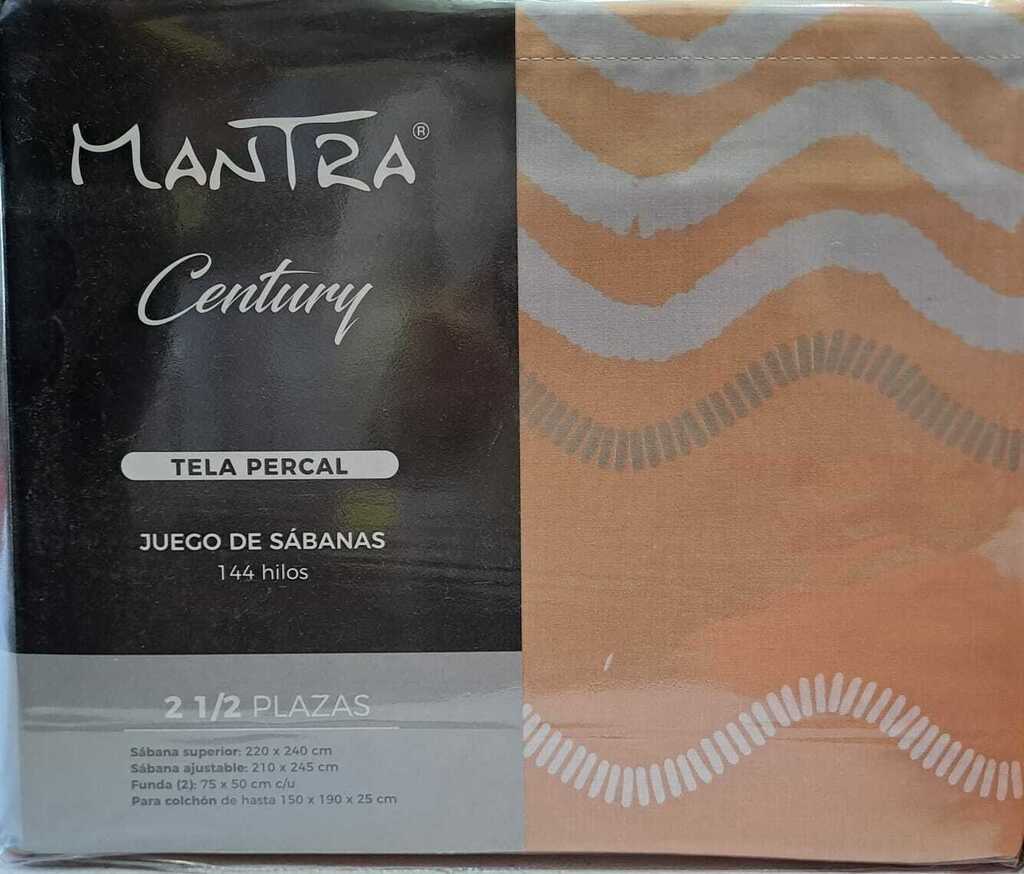 MANTRA®
Century
TELA PERCAL
JUEGO DE SÁBANAS
144 hilos
2 1/2 PLAZAS
Sábana superior: 220 x 240 cm
Sábana ajustable: 210 x 245 cm
Funda (2): 75 x 50 cm c/u
Para colchón de hasta 150 x 190 x 25 cm